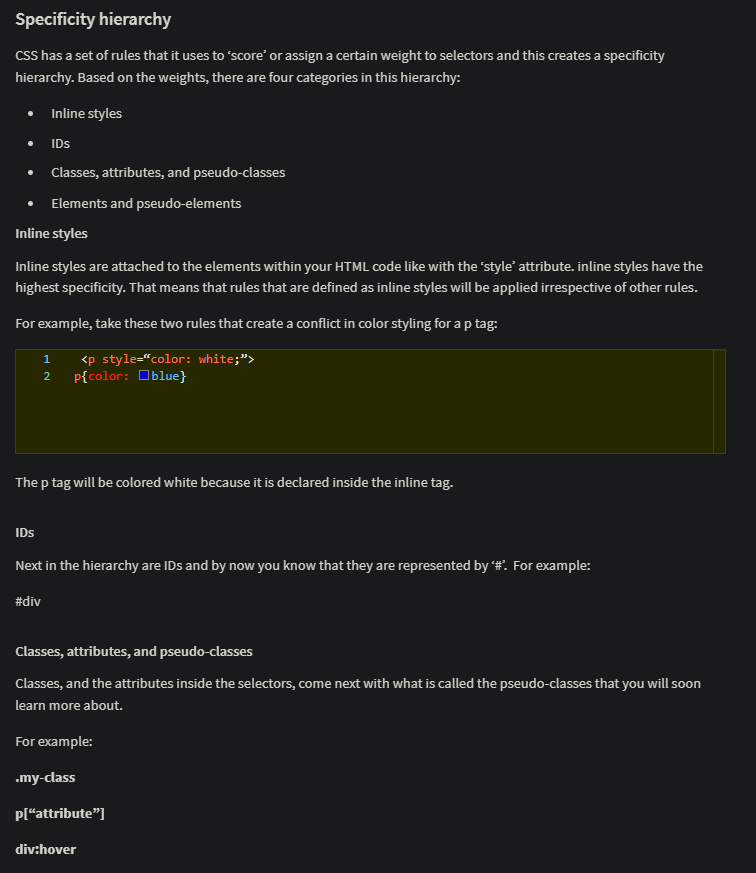 Specificity hierarchy
CSS has a set of rules that it uses to ‘score’ or assign a certain weight to selectors and this creates a specificity
hierarchy. Based on the weights, there are four categories in this hierarchy:
• Inline styles
• IDs
• Classes, attributes, and pseudo-classes
• Elements and pseudo-elements
Inline styles
Inline styles are attached to the elements within your HTML code like with the ‘style’ attribute. inline styles have the
highest specificity. That means that rules that are defined as inline styles will be applied irrespective of other rules.
For example, take these two rules that create a conflict in color styling for a p tag:
1 <p style=“color: white;”>
2 p{color: blue}
The p tag will be colored white because it is declared inside the inline tag.
IDs
Next in the hierarchy are IDs and by now you know that they are represented by ‘#’. For example:
#div
Classes, attributes, and pseudo-classes
Classes, and the attributes inside the selectors, come next with what is called the pseudo-classes that you will soon
learn more about.
For example:
.my-class
p[“attribute”]
div:hover